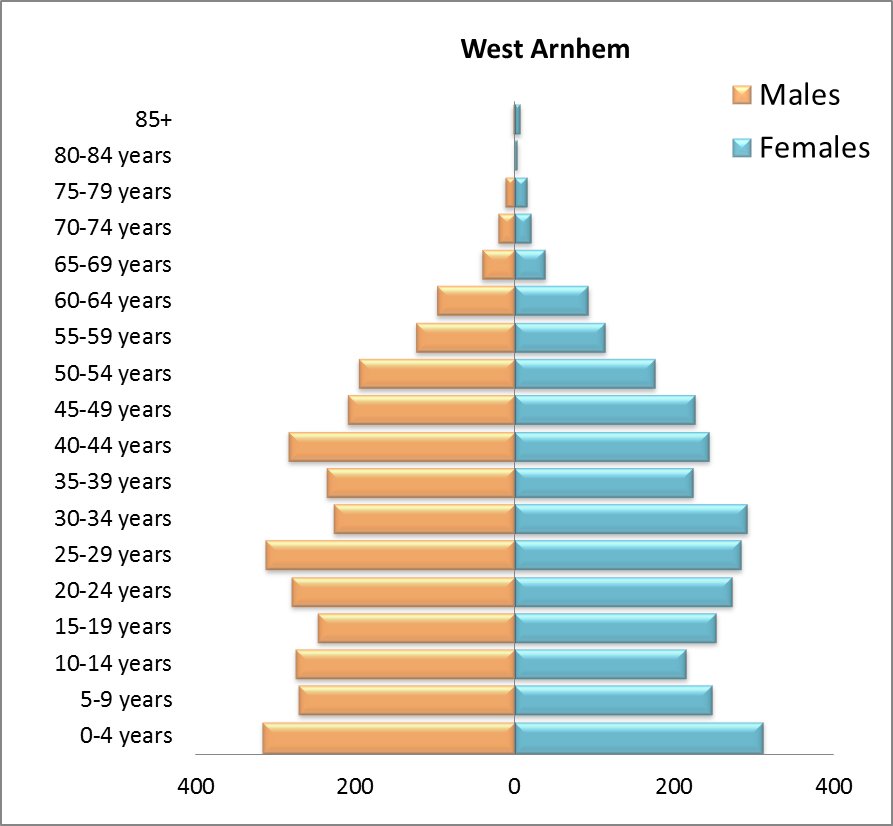 West Arnhem
Males
Females
85+
80-84 years
75-79 years
70-74 years
65-69 years
60-64 years
55-59 years
50-54 years
45-49 years
40-44 years
35-39 years
30-34 years
25-29 years
20-24 years
15-19 years
10-14 years
5-9 years
0-4 years
400 200 0 200 400